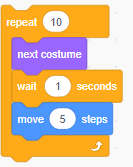 repeat 10
next costume
wait 1 seconds
move 5 steps